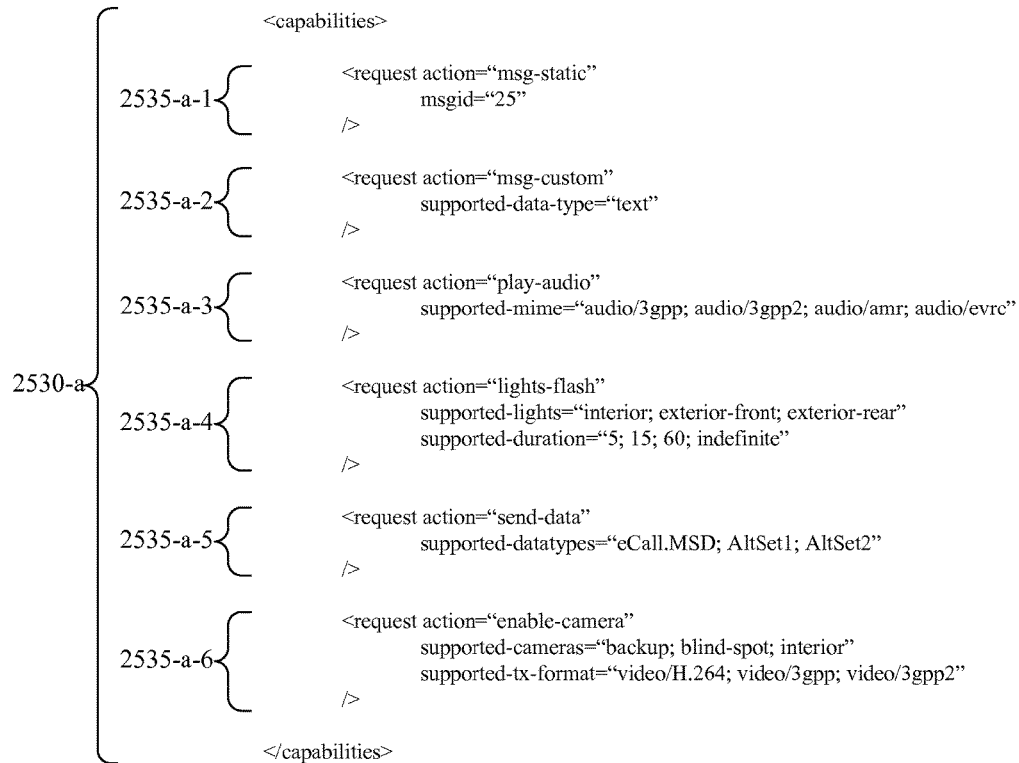 <capabilities>
2535-a-1
<request action=“msg-static”
msgid=“25”
/>
2535-a-2
<request action=“msg-custom”
supported-data-type=“text”
/>
2535-a-3
<request action=“play-audio”
supported-mime=“audio/3gpp; audio/3gpp2; audio/amr; audio/evrc”
/>
2530-a
2535-a-4
<request action=“lights-flash”
supported-lights=“interior; exterior-front; exterior-rear”
supported-duration=“5; 15; 60; indefinite”
/>
2535-a-5
<request action=“send-data”
supported-datatypes=“eCall.MSD; AltSet1; AltSet2”
/>
2535-a-6
<request action=“enable-camera”
supported-cameras=“backup; blind-spot; interior”
supported-tx-format=“video/H.264; video/3gpp; video/3gpp2”
/>
</capabilities>